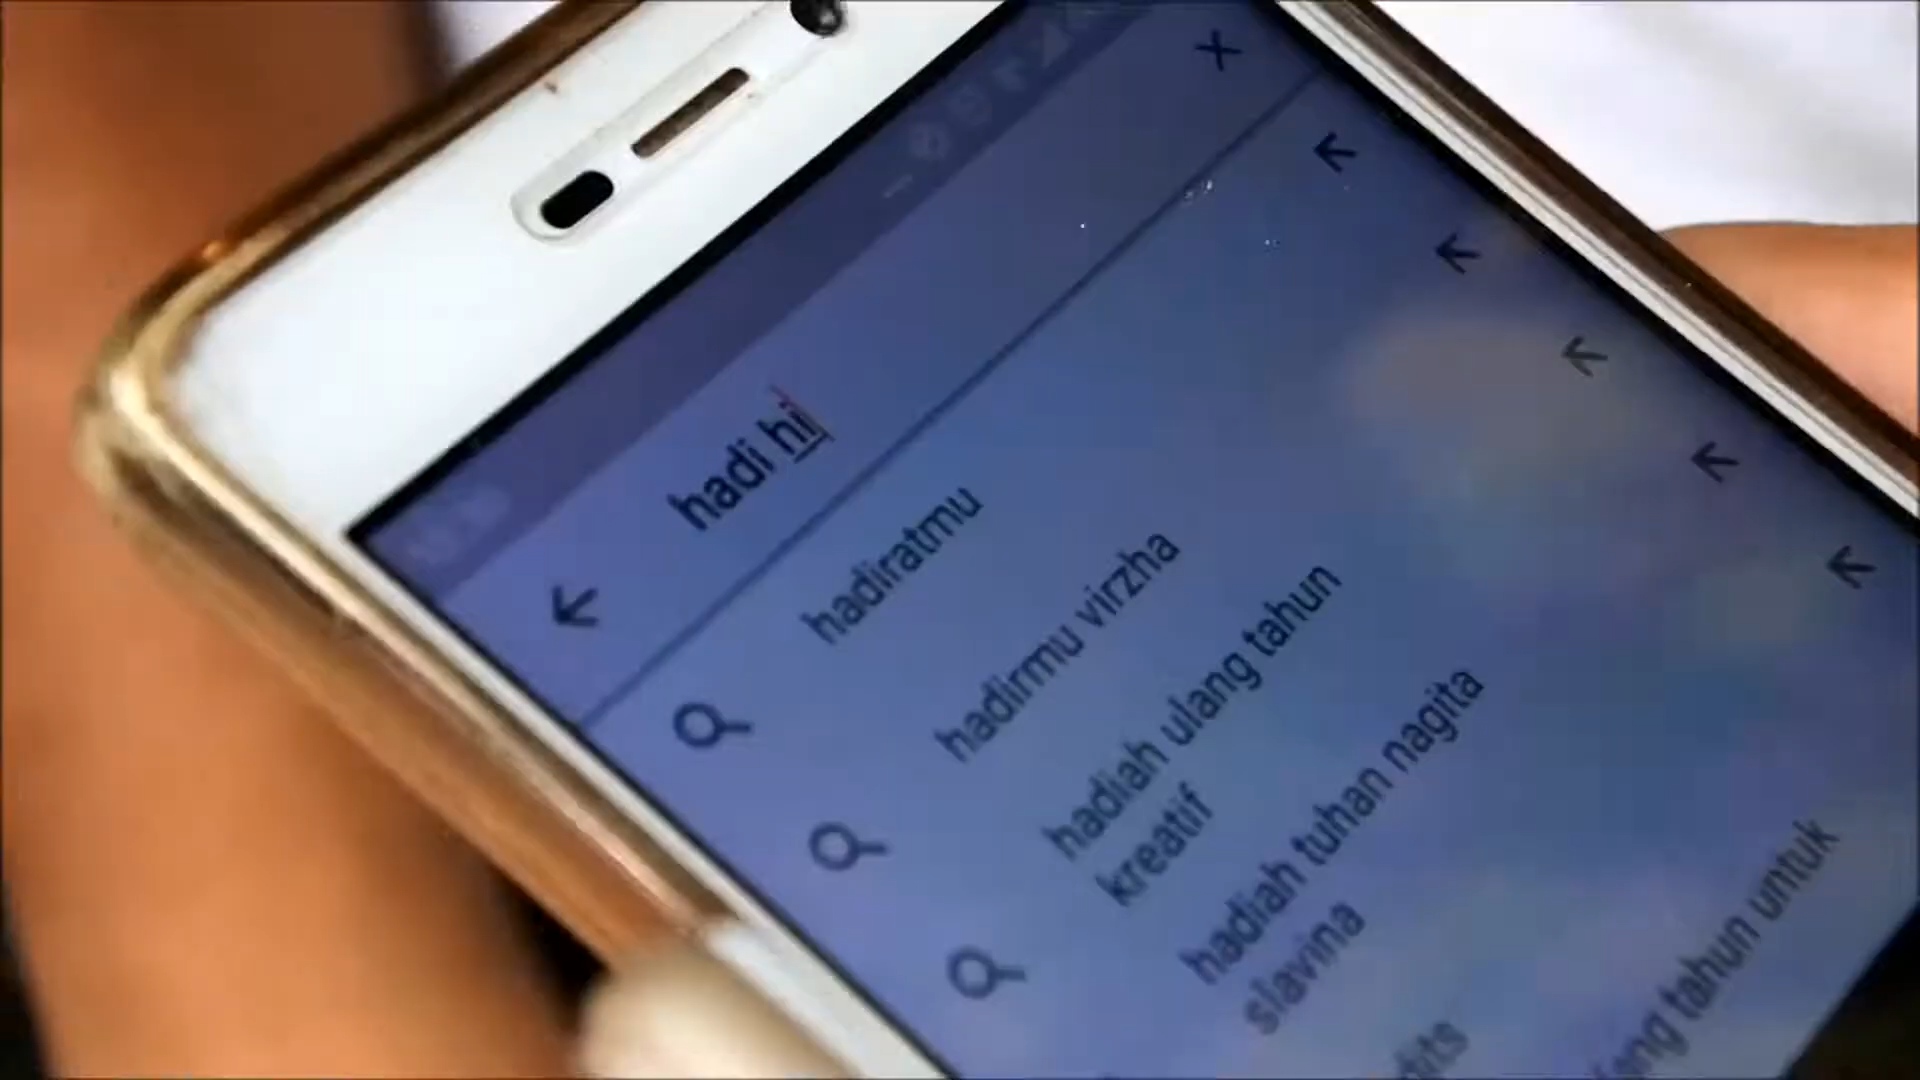 hadi hi
hadiratmu
hadirmu virzha
hadiah ulang tahun
kreatif
hadiah tuhan nagita
slavina
tahun untuk